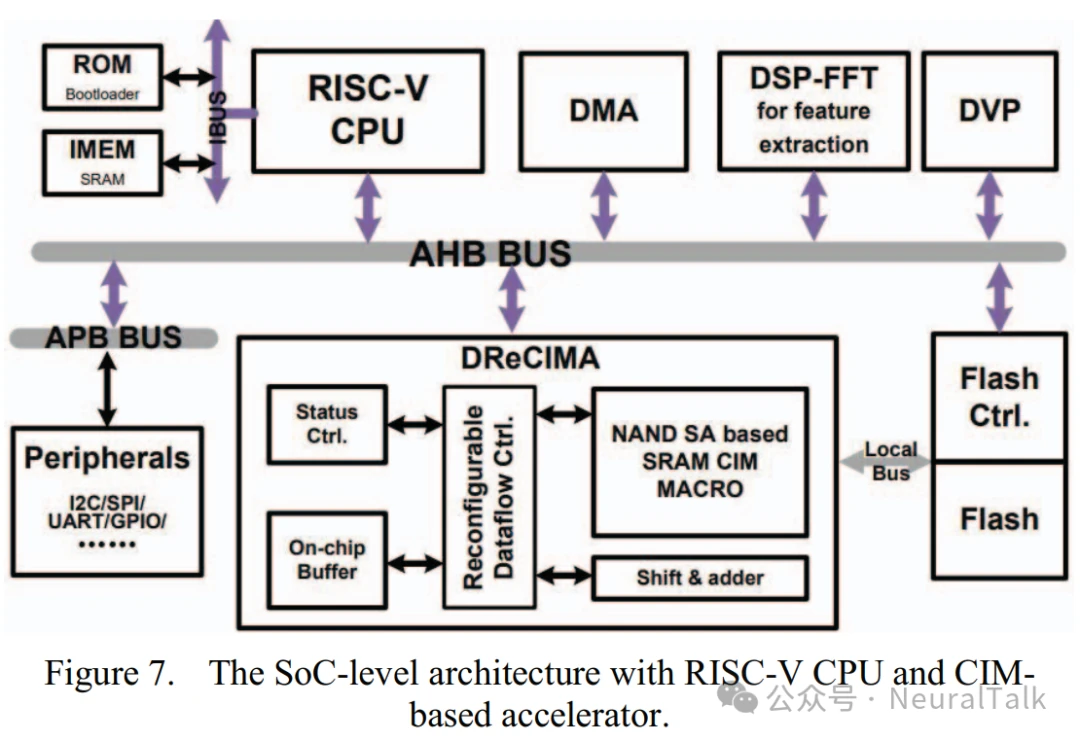 ROM
Bootloader
IMEM
SRAM
IBUS
RISC-V
CPU
DMA
DSP-FFT
for feature
extraction
DVP
AHB BUS
APB BUS
Peripherals
I2C/SPI/
UART/GPIO/
••••••
DReCIMA
Status
Ctrl.
On-chip
Buffer
Reconfigurable
Dataflow Ctrl.
NAND SA based
SRAM CIM
MACRO
Shift & adder
Local
Bus
Flash
Ctrl.
Flash
Figure 7. The SoC-level architecture with RISC-V CPU and CIM-
based accelerator.
公众号 · NeuralTalk